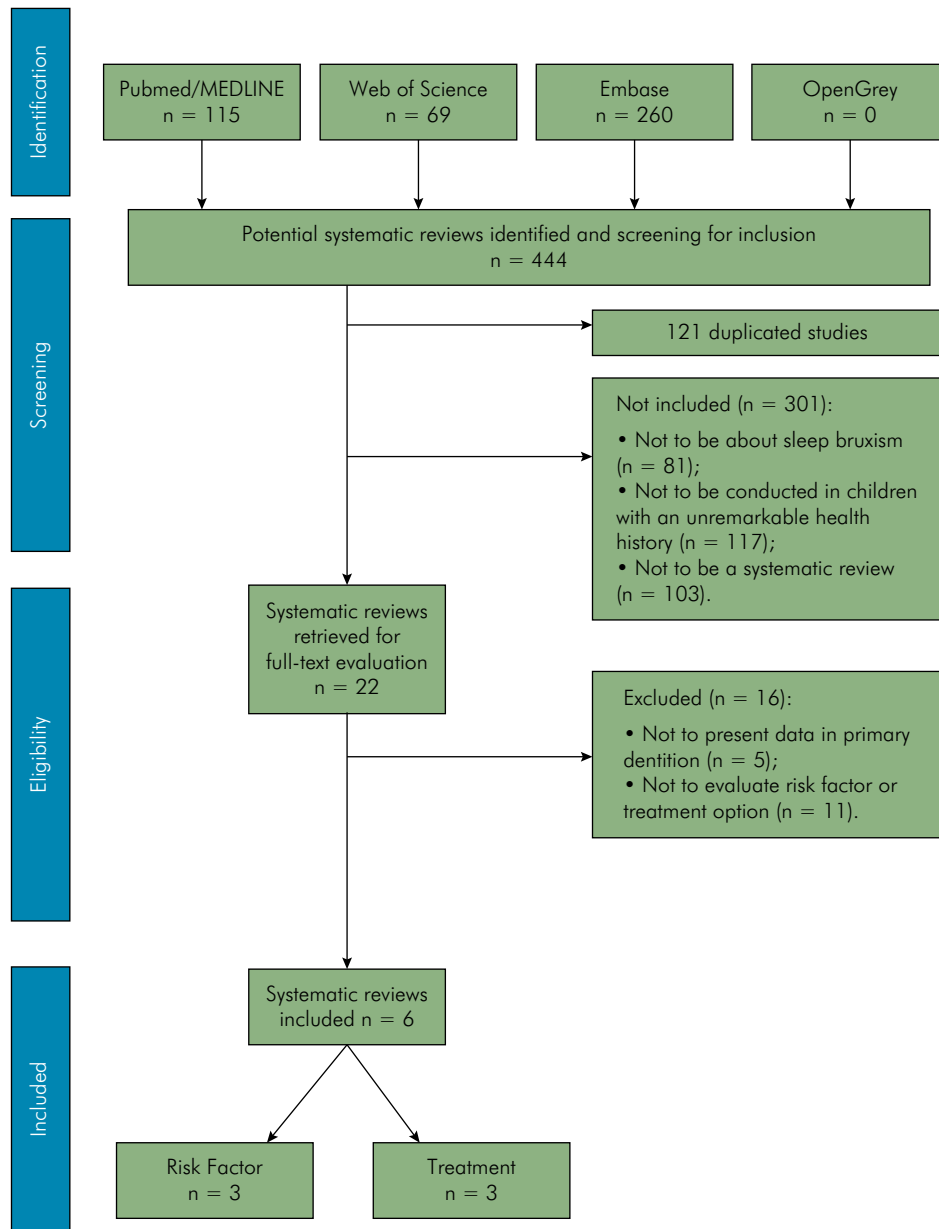 Identification
Pubmed/MEDLINE
n = 115
Web of Science
n = 69
Embase
n = 260
OpenGrey
n = 0
Screening
Potential systematic reviews identified and screening for inclusion
n = 444
121 duplicated studies
Not included (n = 301):
• Not to be about sleep bruxism
(n = 81);
• Not to be conducted in children
with an unremarkable health
history (n = 117);
• Not to be a systematic review
(n = 103).
Eligibility
Systematic reviews
retrieved for
full-text evaluation
n = 22
Excluded (n = 16):
• Not to present data in primary
dentition (n = 5);
• Not to evaluate risk factor or
treatment option (n = 11).
Included
Systematic reviews
included n = 6
Risk Factor
n = 3
Treatment
n = 3